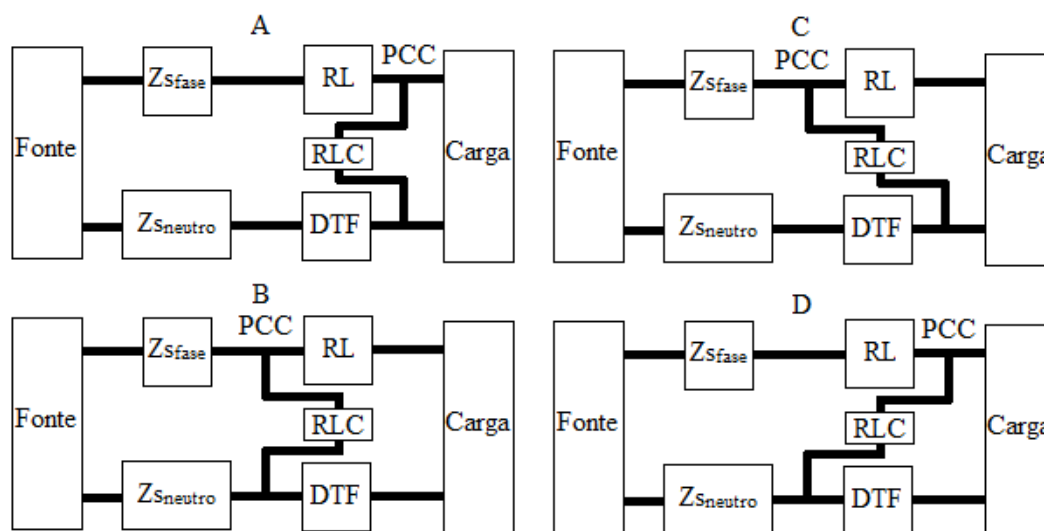 A
Fonte
Zsfase
RL
PCC
RLC
Carga
Zsneutro
DTF
C
PCC
Fonte
Zsfase
RL
RLC
Carga
Zsneutro
DTF
B
PCC
Fonte
Zsfase
RL
RLC
Carga
Zsneutro
DTF
D
Fonte
Zsfase
RL
PCC
RLC
Carga
Zsneutro
DTF